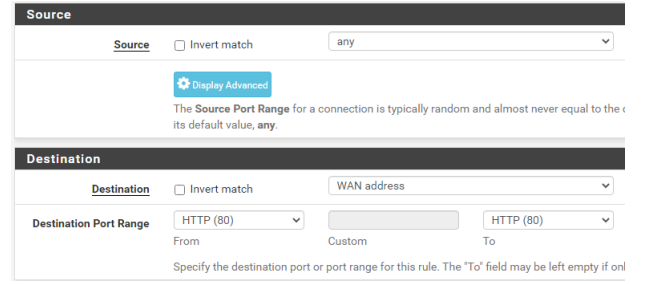 Source
Source Invert match any
Display Advanced
The Source Port Range for a connection is typically random and almost never equal to the
its default value, any.
Destination
Destination Invert match WAN address
Destination Port Range HTTP (80) HTTP (80)
From Custom To
Specify the destination port or port range for this rule. The "To" field may be left empty if onl